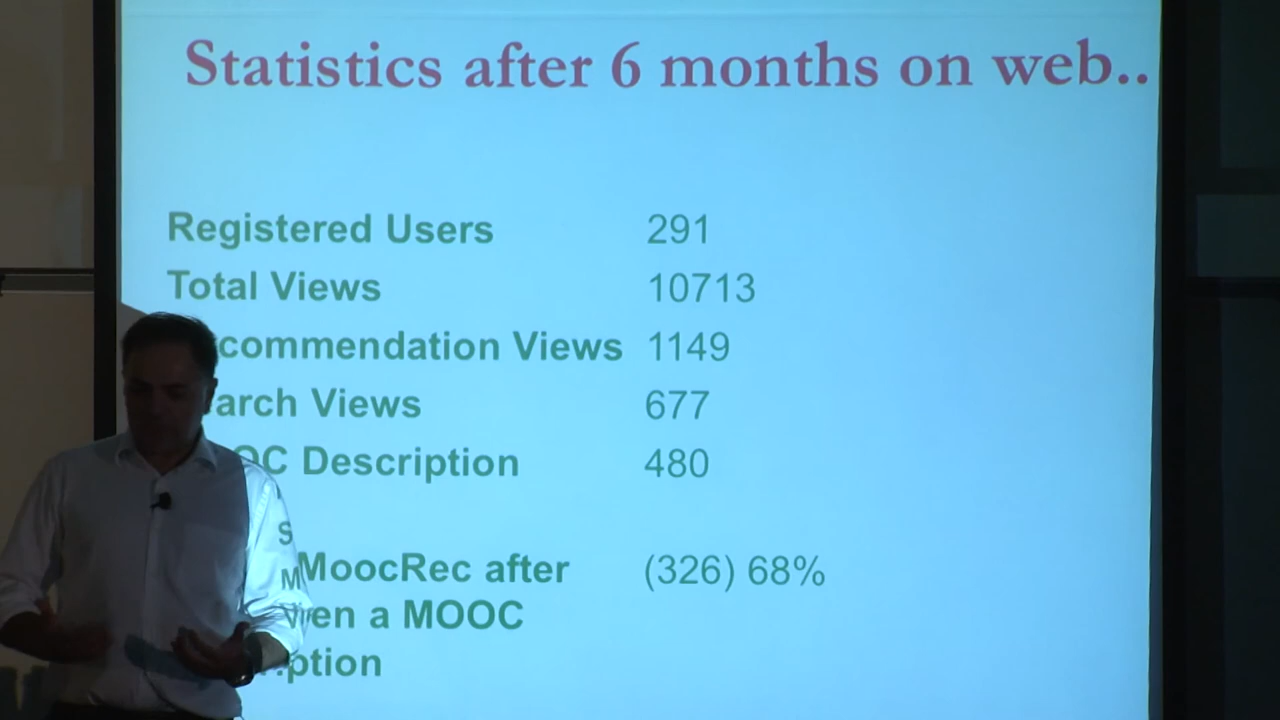 Statistics after 6 months on web..
Registered Users 291
Total Views 10713
commendation Views 1149
arch Views 677
OC Description 480
MoocRec after (326) 68%
en a MOOC
ption